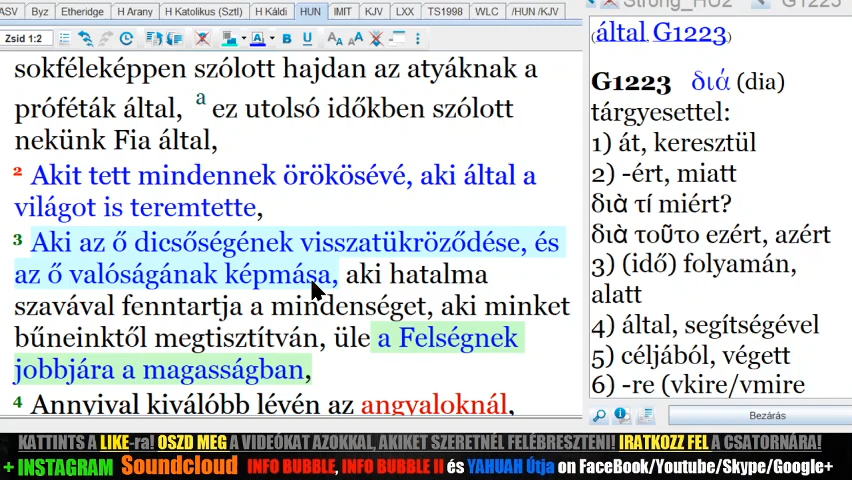 ASV Byz Etheridge H Arany H Katolikus (Szti) H Káldi HUN IMIT KJV LXX TS1998 WLC /HUN /KJV
Strong_HU2 G1223
Zsid 1:2
B U
sokféleképpen szólott hajdan az atyáknak a
próféták által, a ez utolsó időkben szólott
nekünk Fia által,
2 Akit tett mindennek örökösévé, aki által a
világot is teremtette,
3 Aki az ő dicsőségének visszatükröződése, és
az ő valóságának képmása, aki hatalma
szavával fenntartja a mindenséget, aki minket
bűneinktől megtisztítván, üle a Felségnek
jobbjára a magasságban,
4 Annyival kiválóbb lévén az angyaloknál,
(által, G1223)
G1223 διά (dia)
tárgyesettel:
1) át, keresztül
2) -ért, miatt
διὰ τί miért?
διὰ τοῦτο ezért, azért
3) (idő) folyamán,
alatt
4) által, segítségével
5) céljából, végett
6) -re (vkire/vmire
Bezárás
KATTINTS A LIKE-ra! OSZD MEG A VIDEÓKAT AZOKKAL, AKIKET SZERETNÉL FELÉBRESZTENI! IRATKOZZ FEL A CSATORNÁRA!
+ INSTAGRAM Soundcloud INFO BUBBLE, INFO BUBBLE II és YAHUAH Útja on FaceBook/Youtube/Skype/Google+